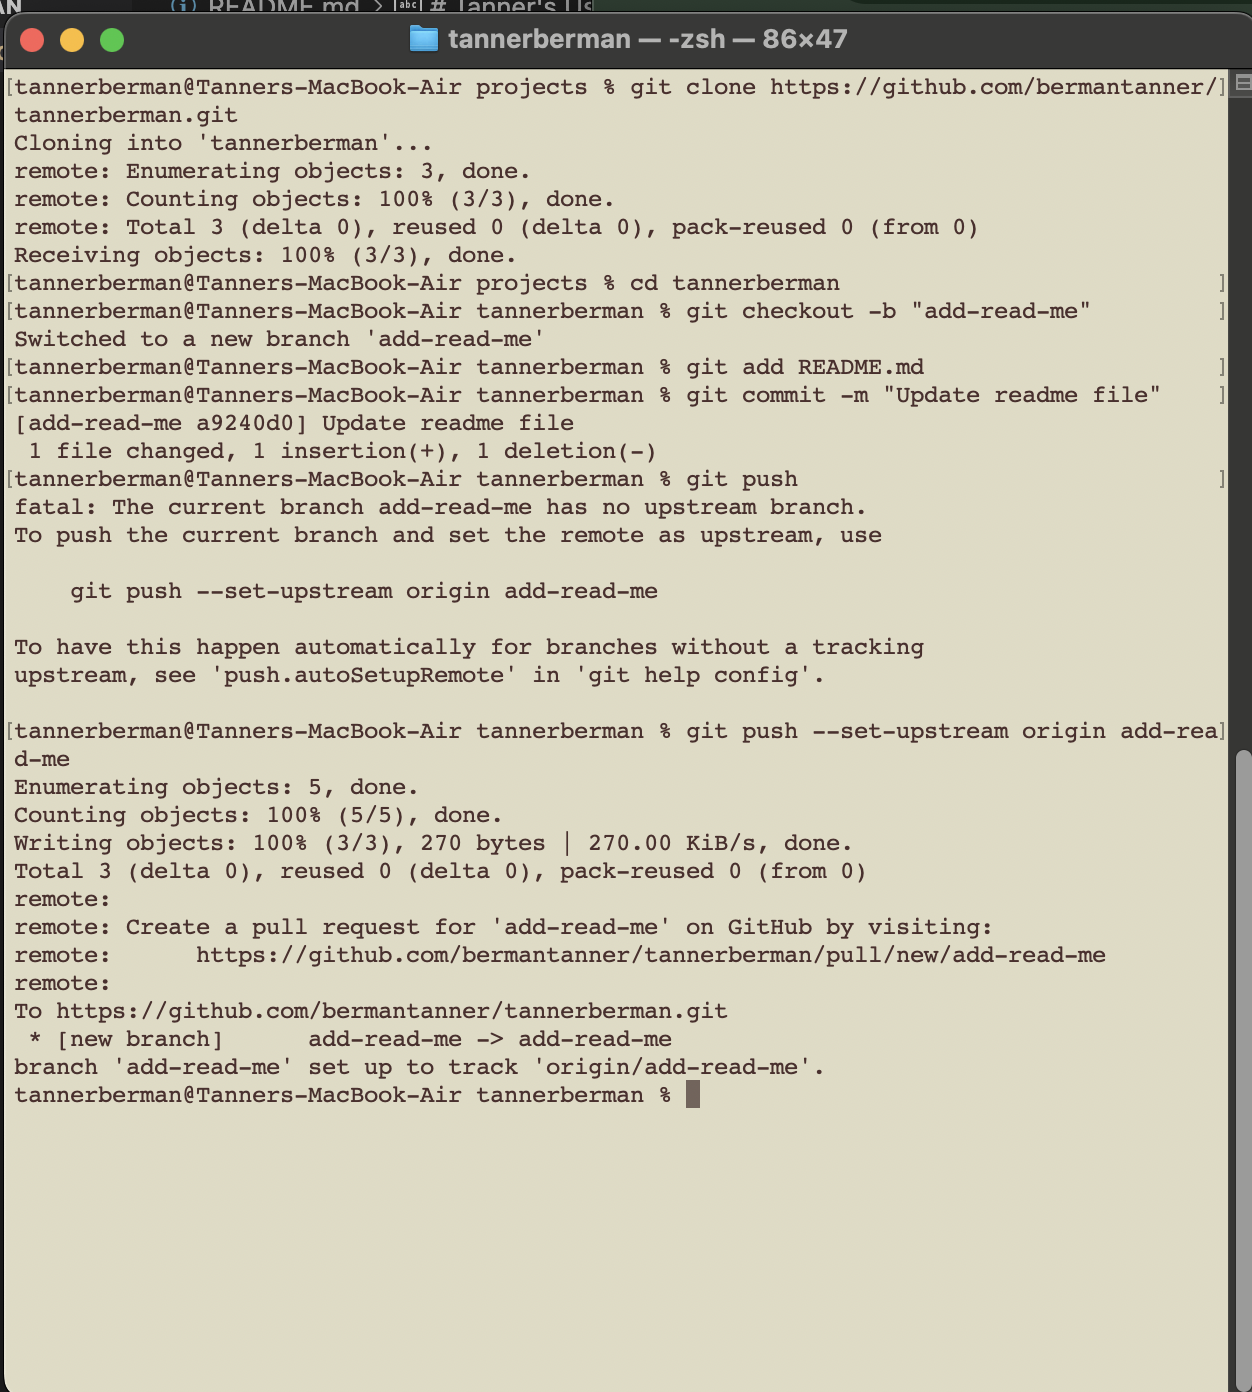 AN
README.md > # Tanner's
tannerberman — -zsh — 86×47
[tannerberman@Tanners-MacBook-Air projects % git clone https://github.com/bermantanner/]
tannerberman.git
Cloning into 'tannerberman'...
remote: Enumerating objects: 3, done.
remote: Counting objects: 100% (3/3), done.
remote: Total 3 (delta 0), reused 0 (delta 0), pack-reused 0 (from 0)
Receiving objects: 100% (3/3), done.
[tannerberman@Tanners-MacBook-Air projects % cd tannerberman ]
[tannerberman@Tanners-MacBook-Air tannerberman % git checkout -b "add-read-me" ]
Switched to a new branch 'add-read-me'
[tannerberman@Tanners-MacBook-Air tannerberman % git add README.md ]
[tannerberman@Tanners-MacBook-Air tannerberman % git commit -m "Update readme file" ]
[add-read-me a9240d0] Update readme file
 1 file changed, 1 insertion(+), 1 deletion(-)
[tannerberman@Tanners-MacBook-Air tannerberman % git push ]
fatal: The current branch add-read-me has no upstream branch.
To push the current branch and set the remote as upstream, use
    git push --set-upstream origin add-read-me
To have this happen automatically for branches without a tracking
upstream, see 'push.autoSetupRemote' in 'git help config'.
[tannerberman@Tanners-MacBook-Air tannerberman % git push --set-upstream origin add-rea]
d-me
Enumerating objects: 5, done.
Counting objects: 100% (5/5), done.
Writing objects: 100% (3/3), 270 bytes | 270.00 KiB/s, done.
Total 3 (delta 0), reused 0 (delta 0), pack-reused 0 (from 0)
remote:
remote: Create a pull request for 'add-read-me' on GitHub by visiting:
remote:      https://github.com/bermantanner/tannerberman/pull/new/add-read-me
remote:
To https://github.com/bermantanner/tannerberman.git
 * [new branch]      add-read-me -> add-read-me
branch 'add-read-me' set up to track 'origin/add-read-me'.
tannerberman@Tanners-MacBook-Air tannerberman %